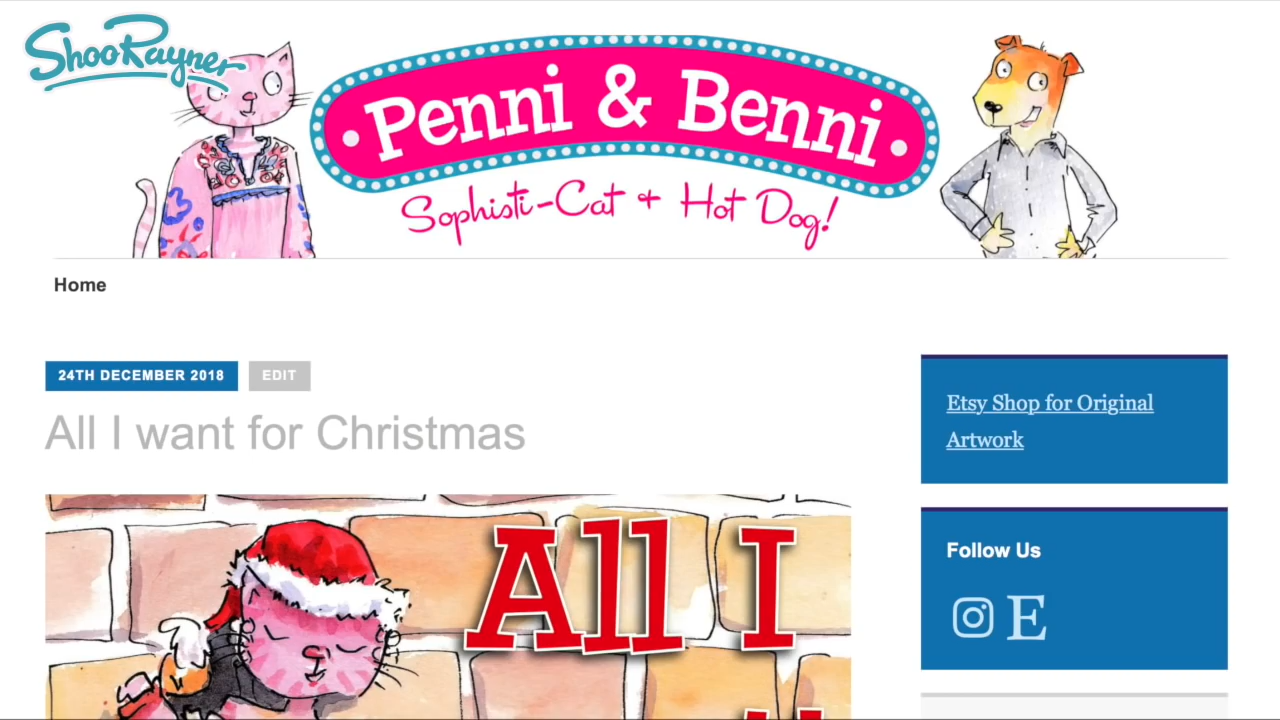 ShooRayner
Penni & Benni
Sophisti-Cat + Hot Dog!
Home
24TH DECEMBER 2018
EDIT
All I want for Christmas
All I
Etsy Shop for Original
Artwork
Follow Us
E